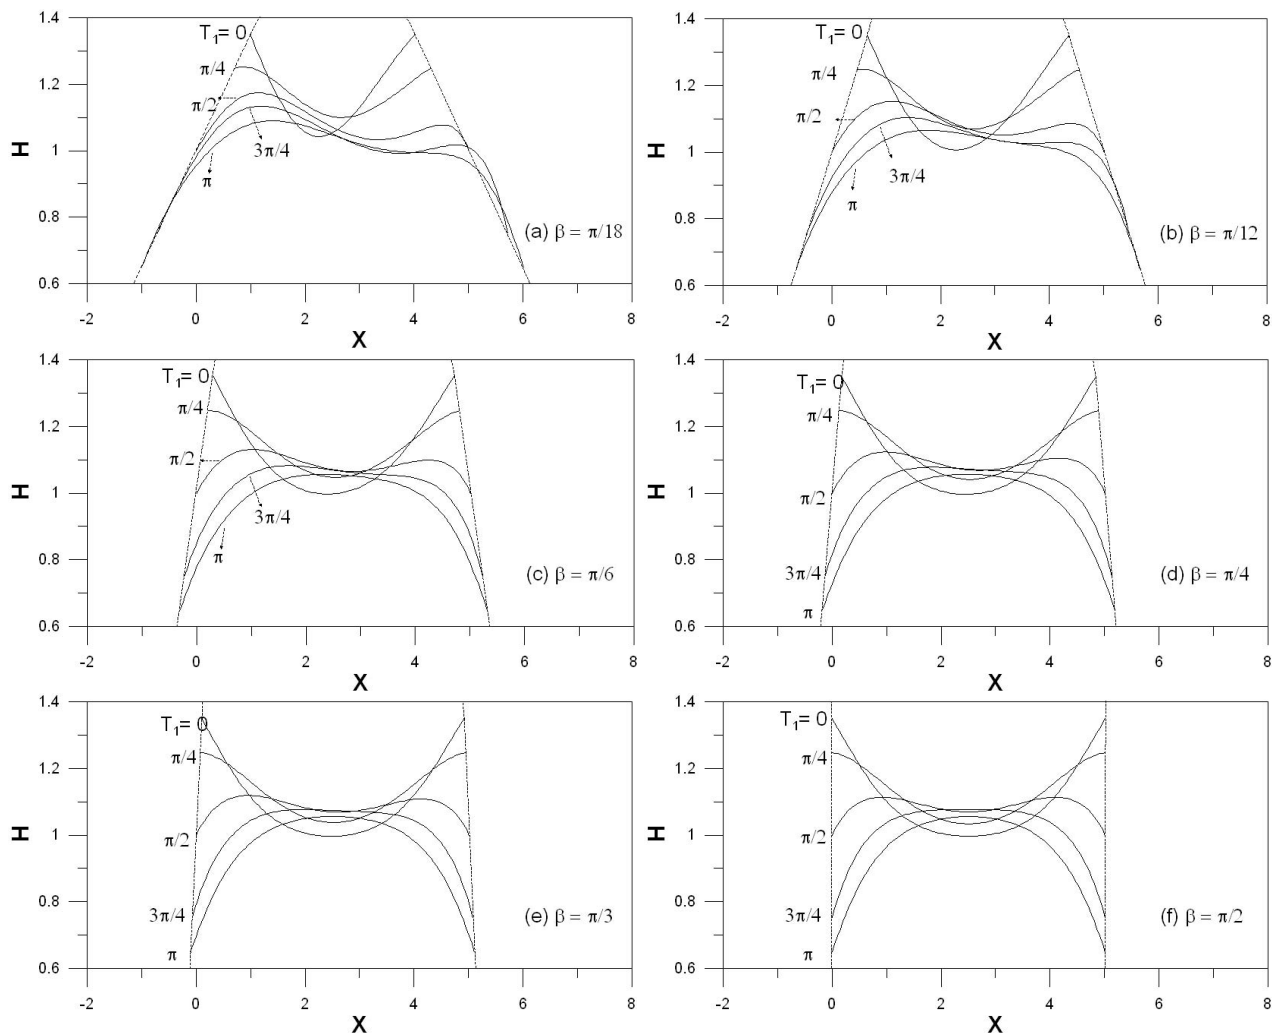 1.4
1.2
1
0.8
0.6
H
T1= 0
π/4
π/2
3π/4
π
(a) β = π/18
-2 0 2 4 6 8
X
1.4
1.2
1
0.8
0.6
H
T1= 0
π/4
π/2
3π/4
π
(b) β = π/12
-2 0 2 4 6 8
X
1.4
1.2
1
0.8
0.6
H
T1= 0
π/4
π/2
3π/4
π
(c) β = π/6
-2 0 2 4 6 8
X
1.4
1.2
1
0.8
0.6
H
T1= 0
π/4
π/2
3π/4
π
(d) β = π/4
-2 0 2 4 6 8
X
1.4
1.2
1
0.8
0.6
H
T1= 0
π/4
π/2
3π/4
π
(e) β = π/3
-2 0 2 4 6 8
X
1.4
1.2
1
0.8
0.6
H
T1= 0
π/4
π/2
3π/4
π
(f) β = π/2
-2 0 2 4 6 8
X